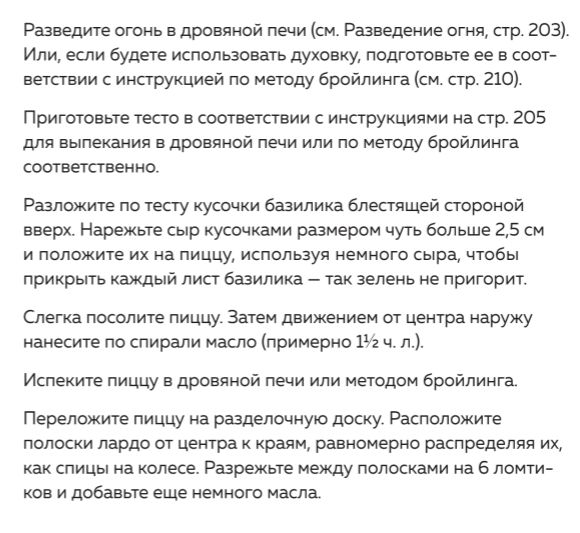 Разведите огонь в дровяной печи (см. Разведение огня, стр. 203).
Или, если будете использовать духовку, подготовьте ее в соот-
ветствии с инструкцией по методу бройлинга (см. стр. 210).
Приготовьте тесто в соответствии с инструкциями на стр. 205
для выпекания в дровяной печи или по методу бройлинга
соответственно.
Разложите по тесту кусочки базилика блестящей стороной
вверх. Нарежьте сыр кусочками размером чуть больше 2,5 см
и положите их на пиццу, используя немного сыра, чтобы
прикрыть каждый лист базилика — так зелень не пригорит.
Слегка посолите пиццу. Затем движением от центра наружу
нанесите по спирали масло (примерно 1½ ч. л.).
Испеките пиццу в дровяной печи или методом бройлинга.
Переложите пиццу на разделочную доску. Расположите
полоски лардо от центра к краям, равномерно распределяя их,
как спицы на колесе. Разрежьте между полосками на 6 ломти-
ков и добавьте еще немного масла.